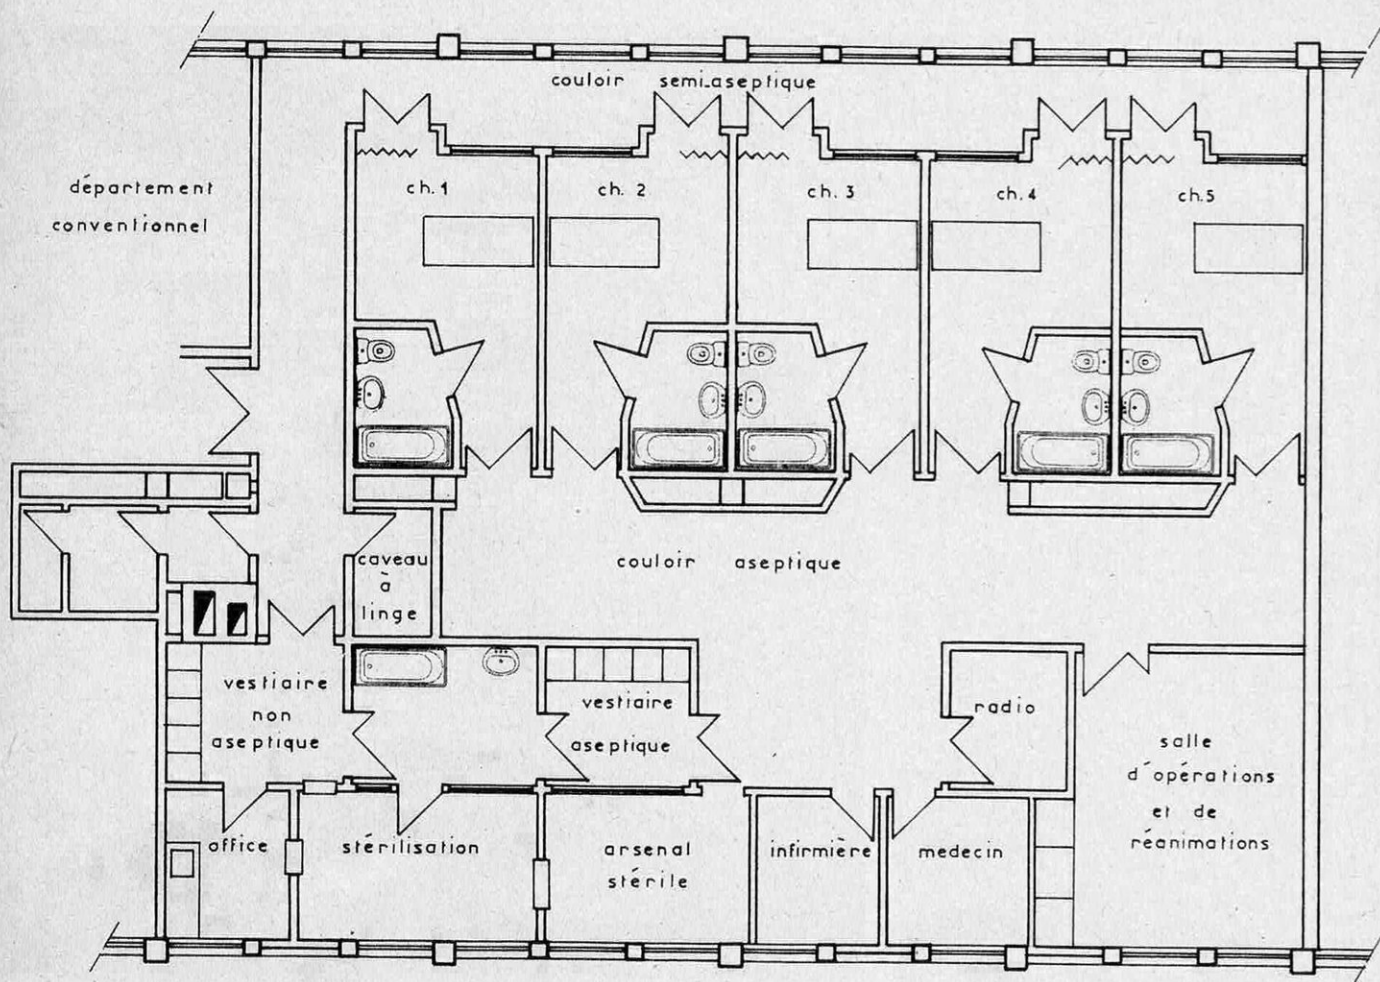 couloir semi-aseptique
département
conventionnel
ch.1
ch. 2
ch. 3
ch.4
ch.5
caveau
à
linge
couloir aseptique
vestiaire
non
aseptique
vestiaire
aseptique
radio
salle
d'opérations
et de
réanimations
office
stérilisation
arsenal
stérile
infirmière
medecin